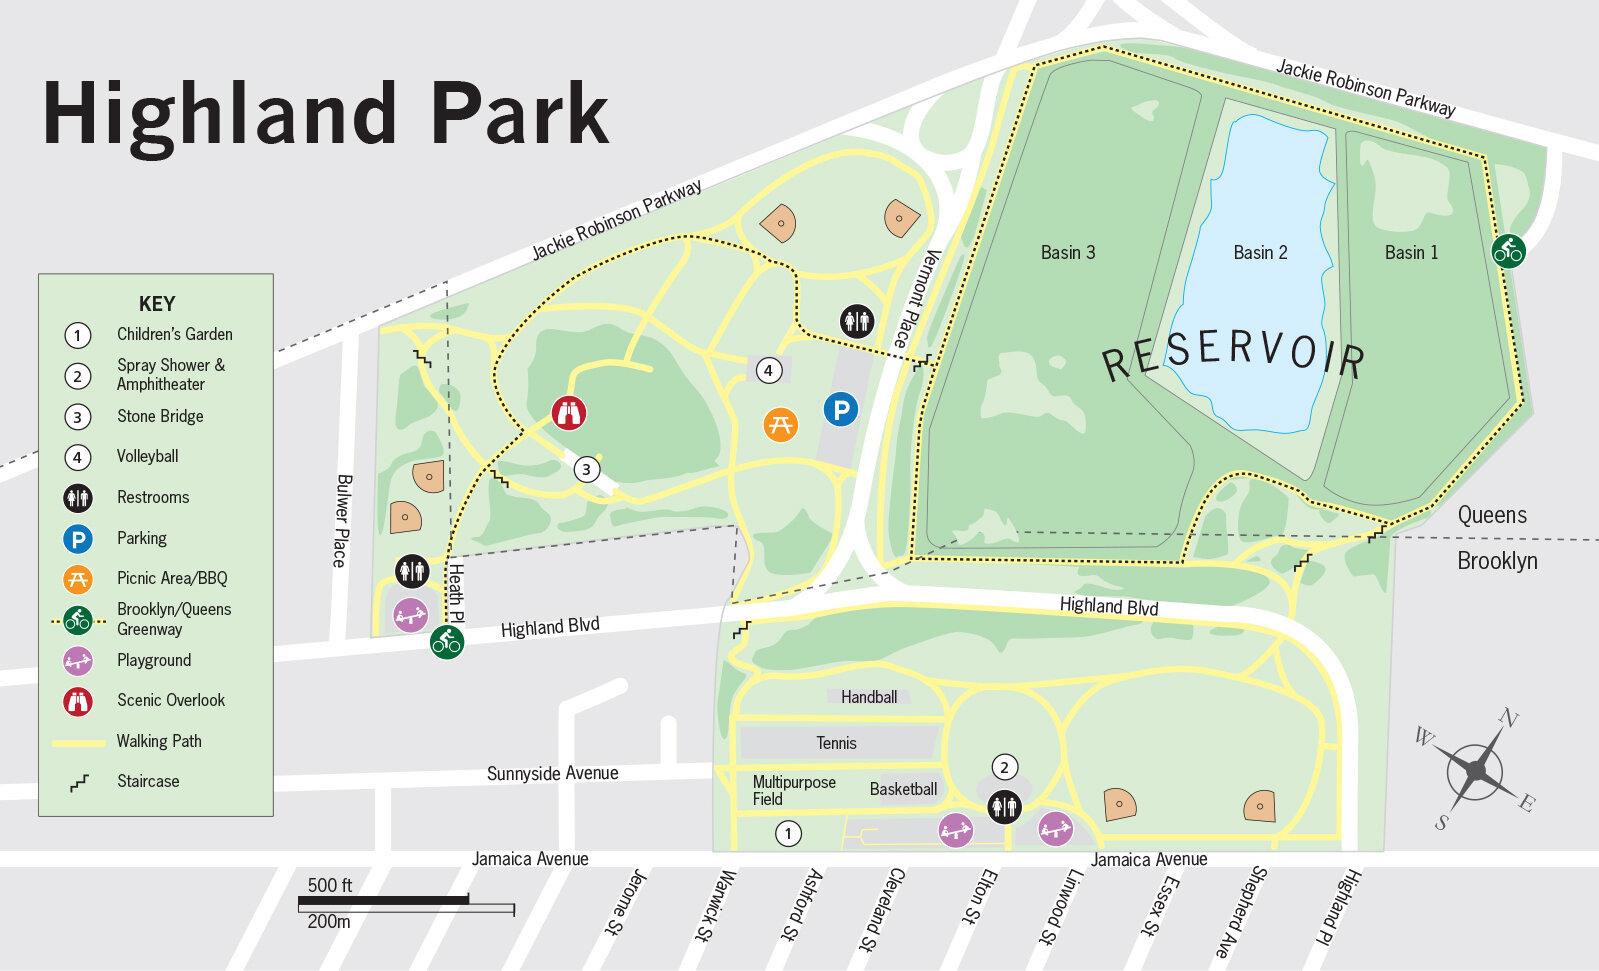 Highland Park
KEY
1 Children's Garden
2 Spray Shower &
Amphitheater
3 Stone Bridge
4 Volleyball
Restrooms
P Parking
Picnic Area/BBQ
Brooklyn/Queens
Greenway
Playground
Scenic Overlook
Walking Path
Staircase
Jackie Robinson Parkway
Jackie Robinson Parkway
Vermont Place
Basin 3
Basin 2
Basin 1
RESERVOIR
4
P
3
Bulwer Place
Heath Pl
Queens
Brooklyn
Highland Blvd
Highland Blvd
Handball
Tennis
Sunnyside Avenue
Multipurpose
Field
Basketball
2
1
N
W
E
S
Jamaica Avenue
Jamaica Avenue
500 ft
200m
Jerome St
Warwick St
Ashford St
Cleveland St
Elton St
Linwood St
Essex St
Shepherd Ave
Highland Pl